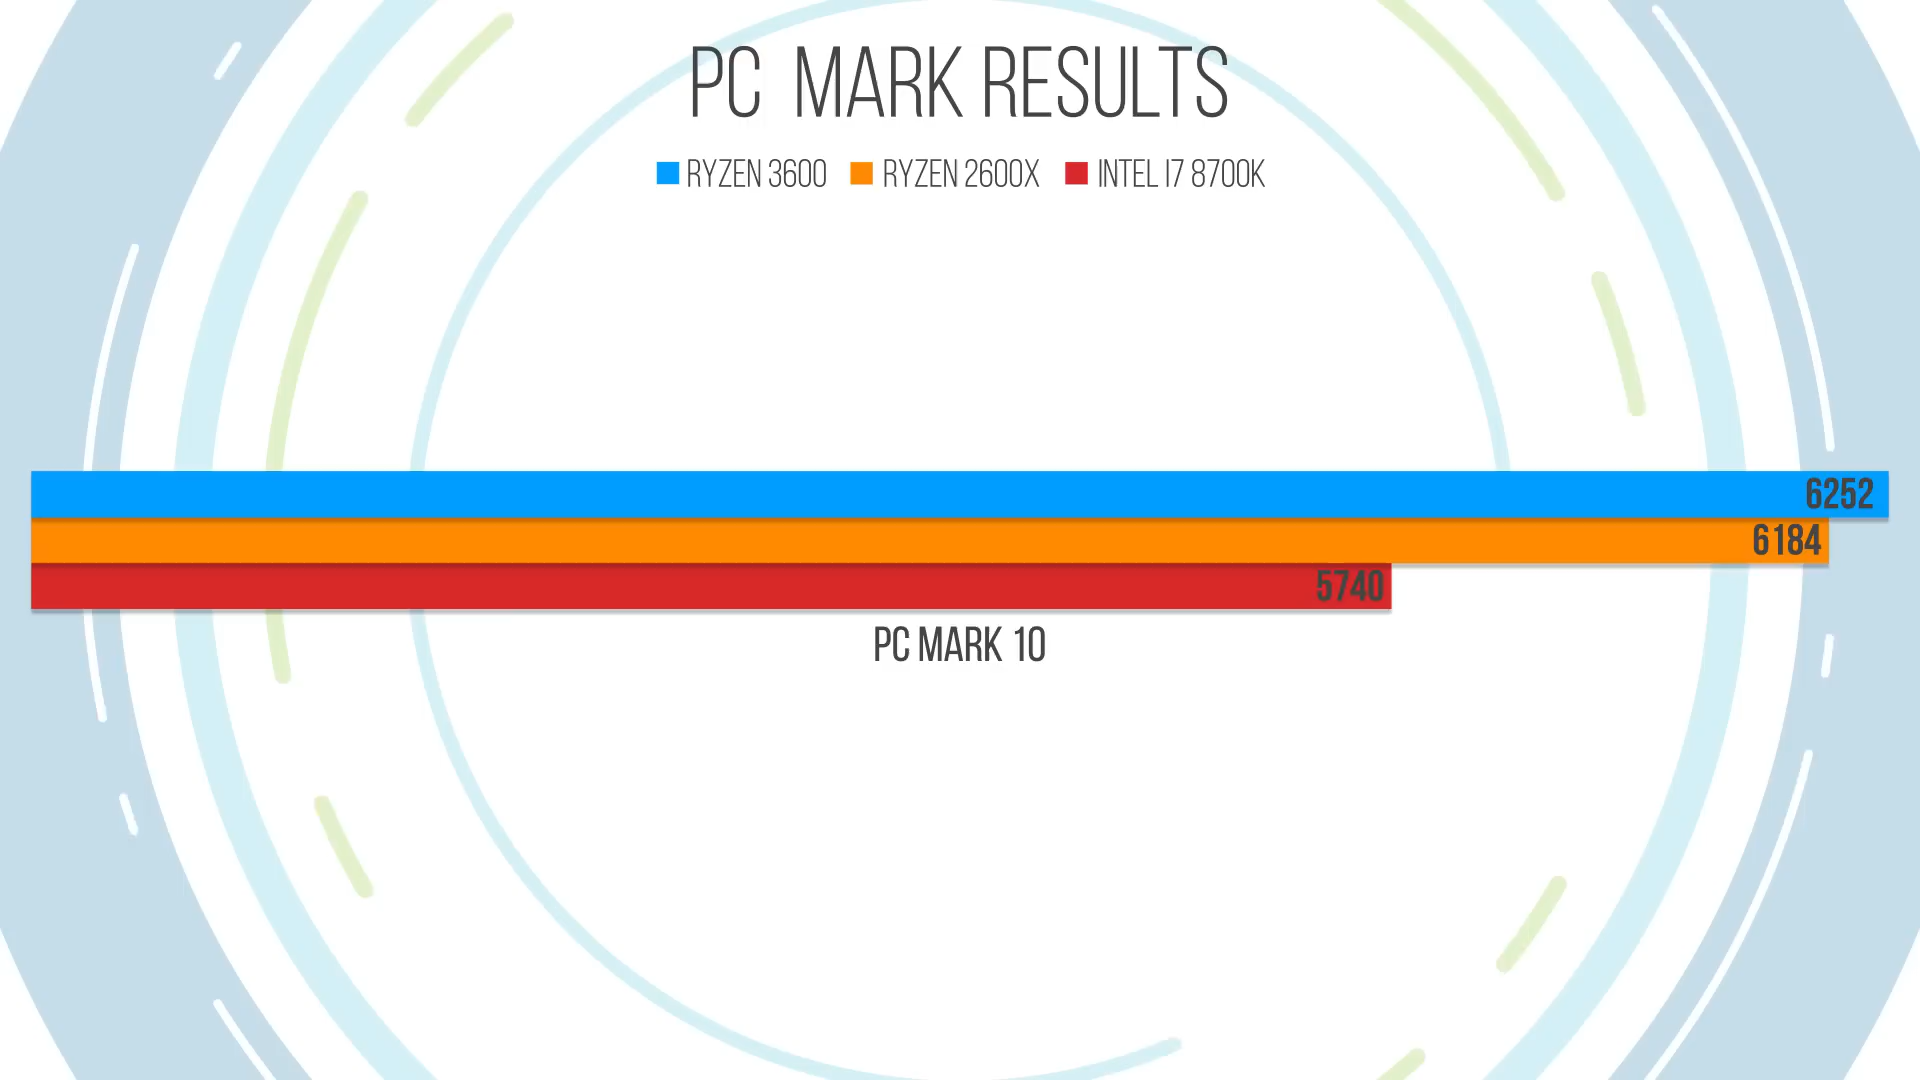 PC MARK RESULTS
RYZEN 3600 RYZEN 2600X INTEL I7 8700K
6252
6184
5740
PC MARK 10